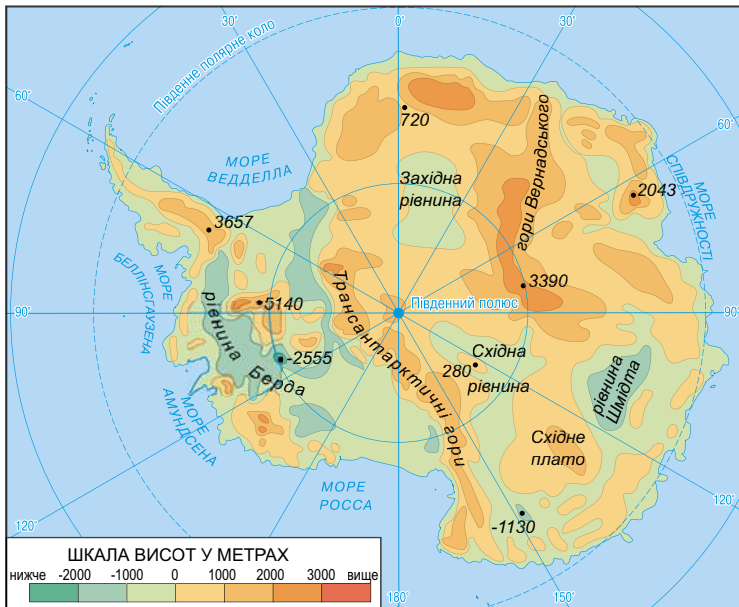 30°
0°
30°
Південне полярне коло
60°
60°
720
МОРЕ
ВЕДДЕЛЛА
Західна
рівнина
гори Вернадського
2043
МОРЕ
СПІВДРУЖНОСТІ
3657
МОРЕ
БЕЛЛІНСГАУЗЕНА
3390
5140
Південний полюс
90°
90°
рівнина Берда
-2555
Трансантарктичні гори
Східна
рівнина
280
рівнина
Шмідта
МОРЕ
АМУНДСЕНА
Східне
плато
МОРЕ
РОССА
-1130
120°
120°
180°
150°
ШКАЛА ВИСОТ У МЕТРАХ
нижче -2000 -1000 0 1000 2000 3000 вище